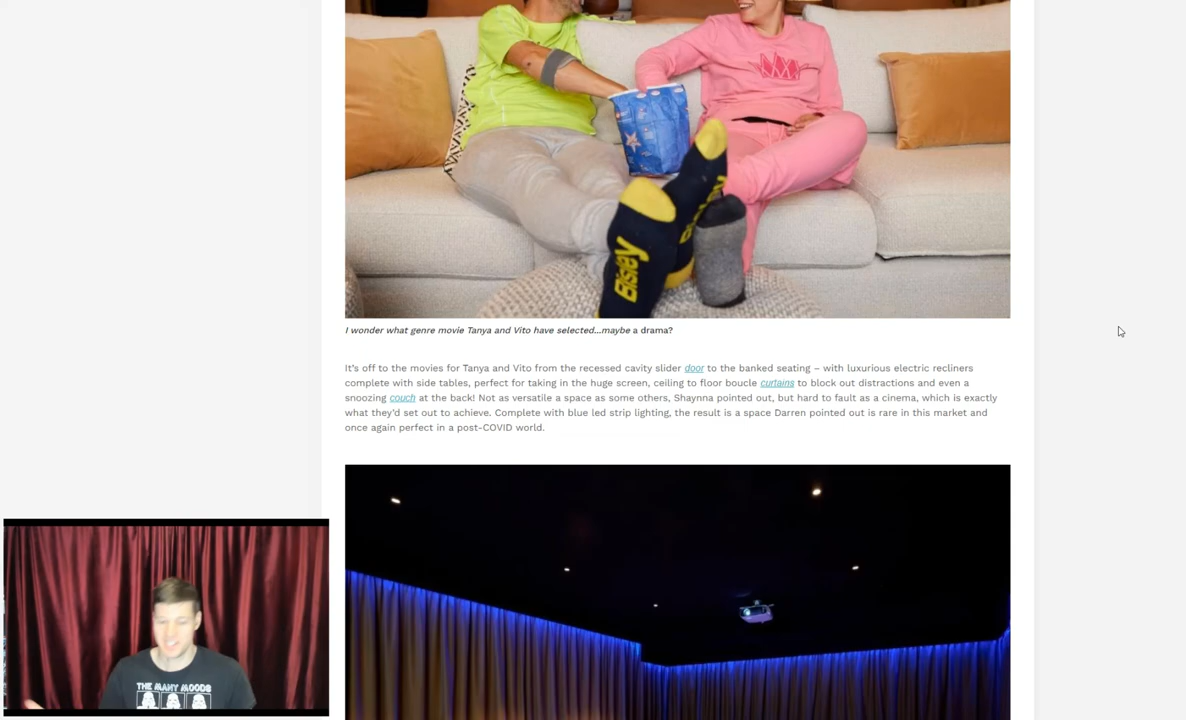 Bisley
I wonder what genre movie Tanya and Vito have selected...maybe a drama?
It's off to the movies for Tanya and Vito from the recessed cavity slider door to the banked seating – with luxurious electric recliners
complete with side tables, perfect for taking in the huge screen, ceiling to floor boucle curtains to block out distractions and even a
snoozing couch at the back! Not as versatile a space as some others, Shaynna pointed out, but hard to fault as a cinema, which is exactly
what they'd set out to achieve. Complete with blue led strip lighting, the result is a space Darren pointed out is rare in this market and
once again perfect in a post-COVID world.
THE MANY MOODS